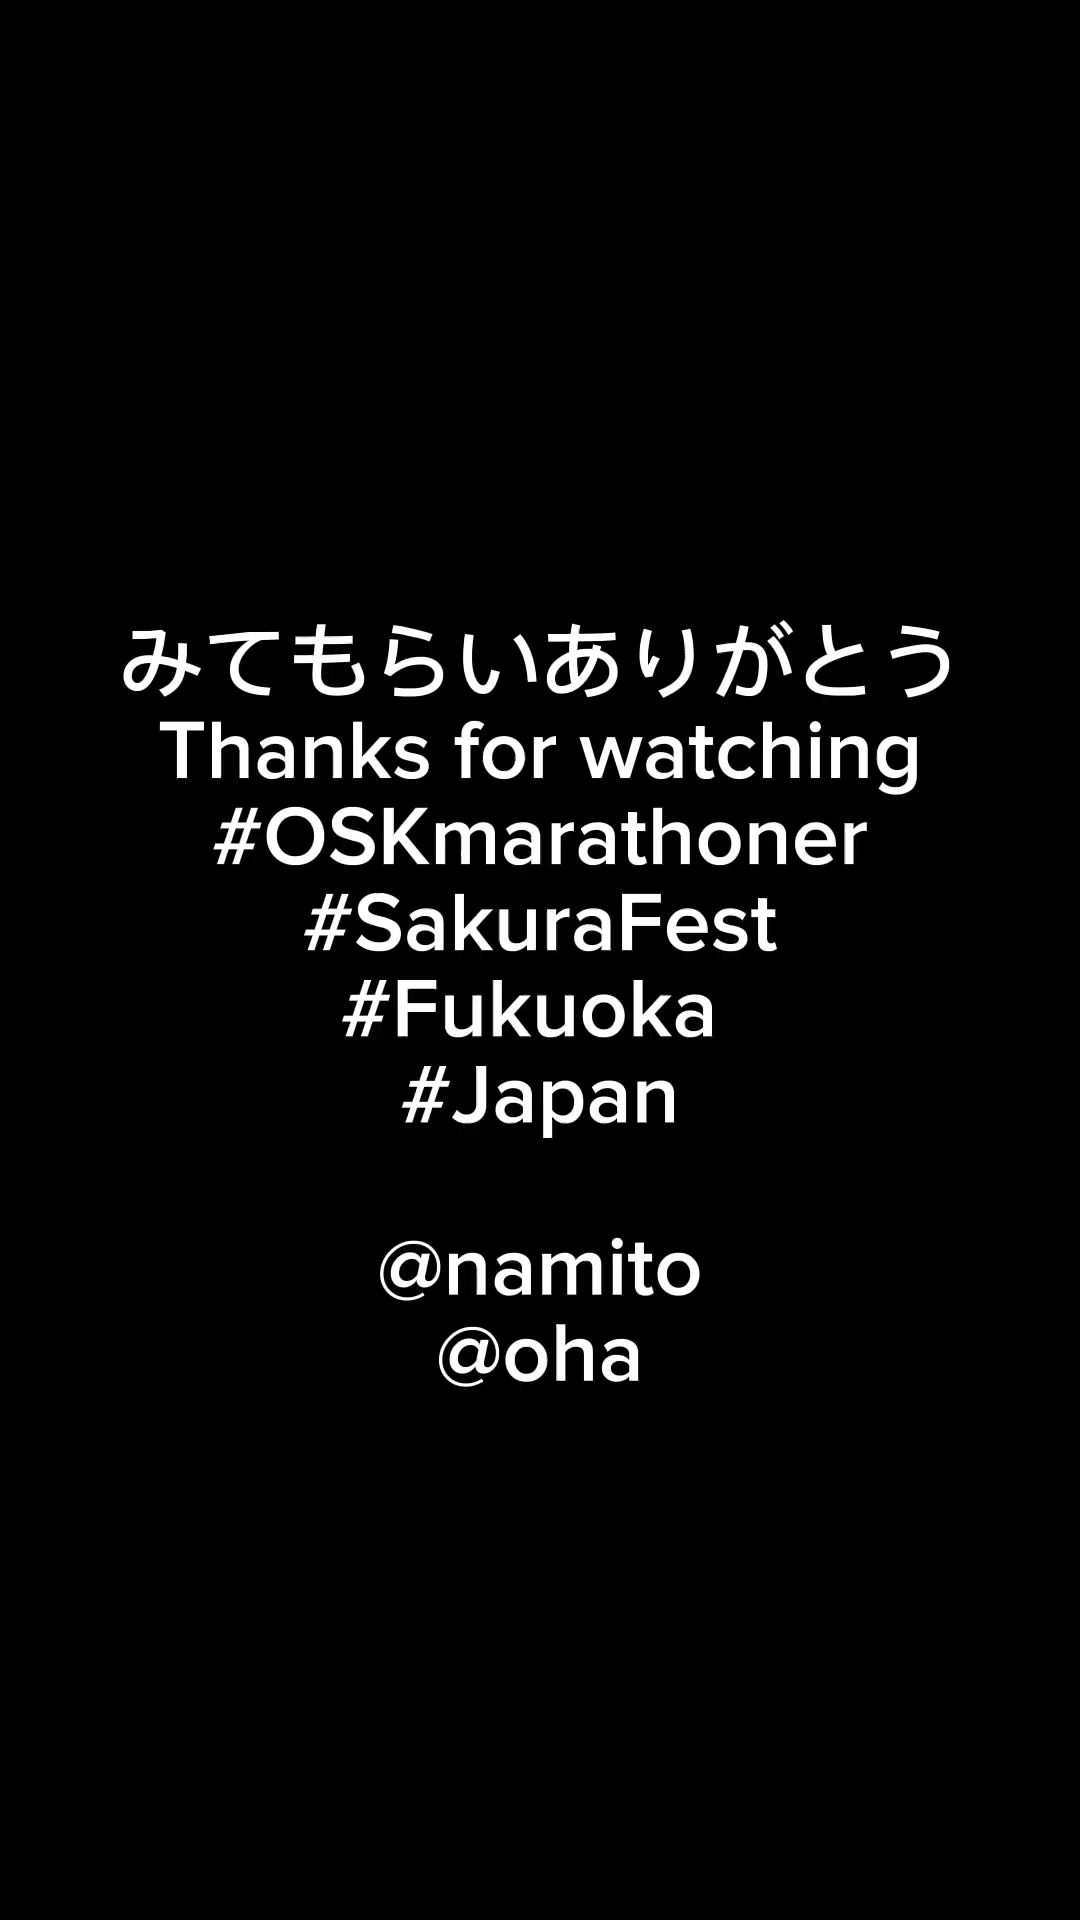 みてもらいありがとう
Thanks for watching
#OSKmarathoner
#SakuraFest
#Fukuoka
#Japan
@namito
@oha